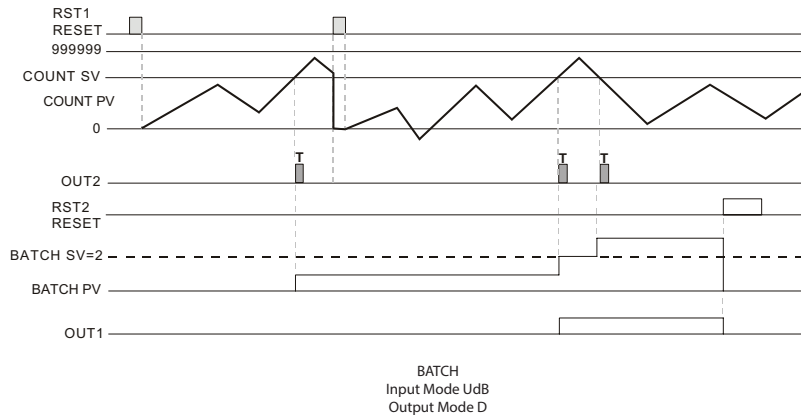 RST1
RESET
999999
COUNT SV
COUNT PV
0
T T T
OUT2
RST2
RESET
BATCH SV=2
BATCH PV
OUT1
BATCH
Input Mode UdB
Output Mode D